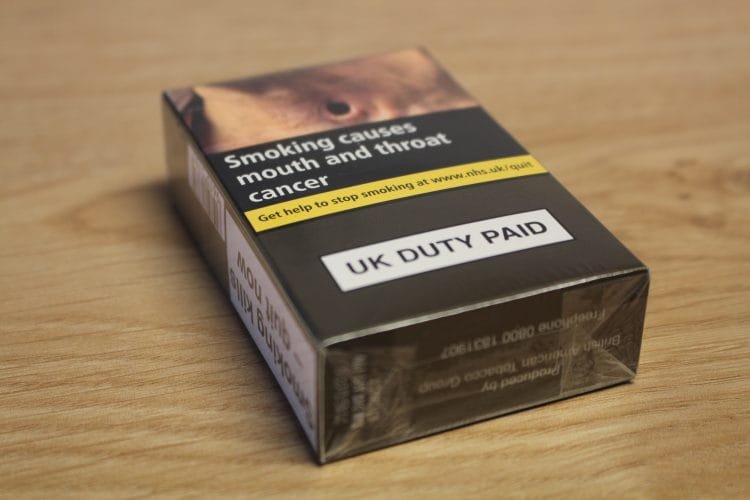 Smoking causes
mouth and throat
cancer
Get help to stop smoking at www.nhs.uk/quit
UK DUTY PAID
Smoking kills
- quit now
Produced by
British American Tobacco Group
Freephone 0800 1831907